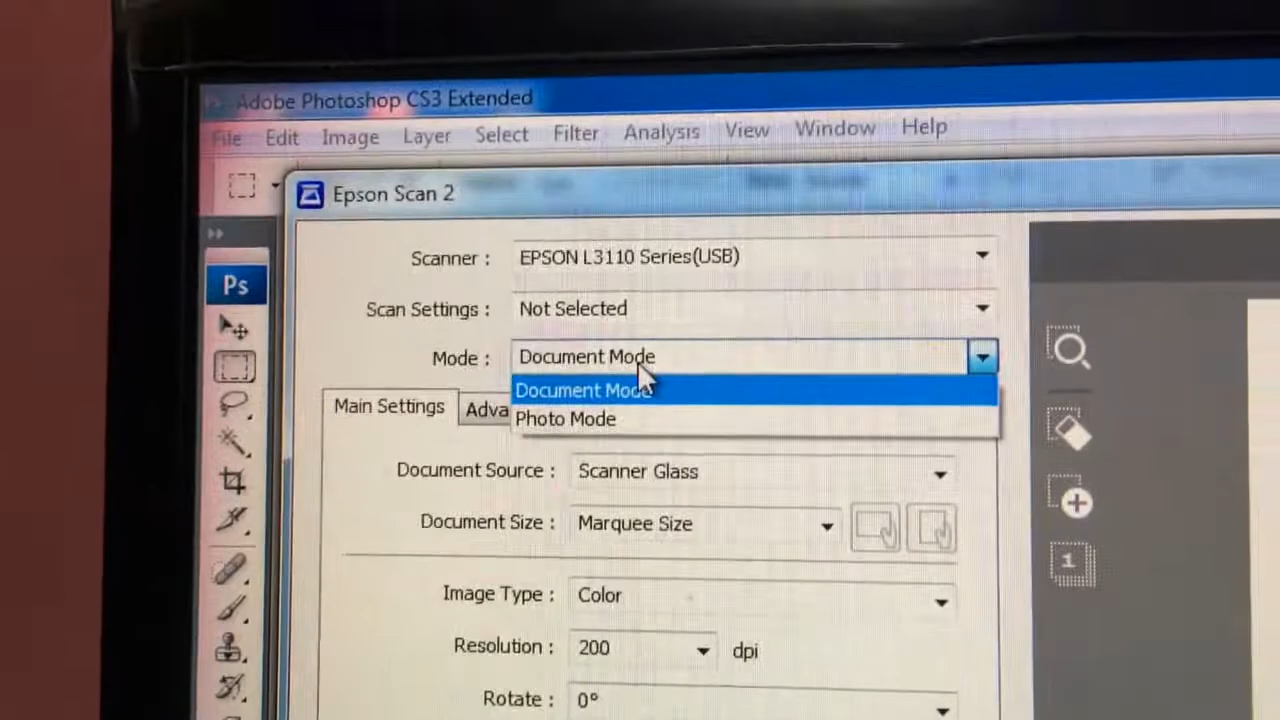 Adobe Photoshop CS3 Extended
File Edit Image Layer Select Filter Analysis View Window Help
Epson Scan 2
Scanner : EPSON L3110 Series(USB)
Ps
Scan Settings : Not Selected
Mode : Document Mode
Document Mode
Main Settings Adva
Photo Mode
Document Source : Scanner Glass
Document Size : Marquee Size
1
Image Type : Color
Resolution : 200 dpi
Rotate : 0°